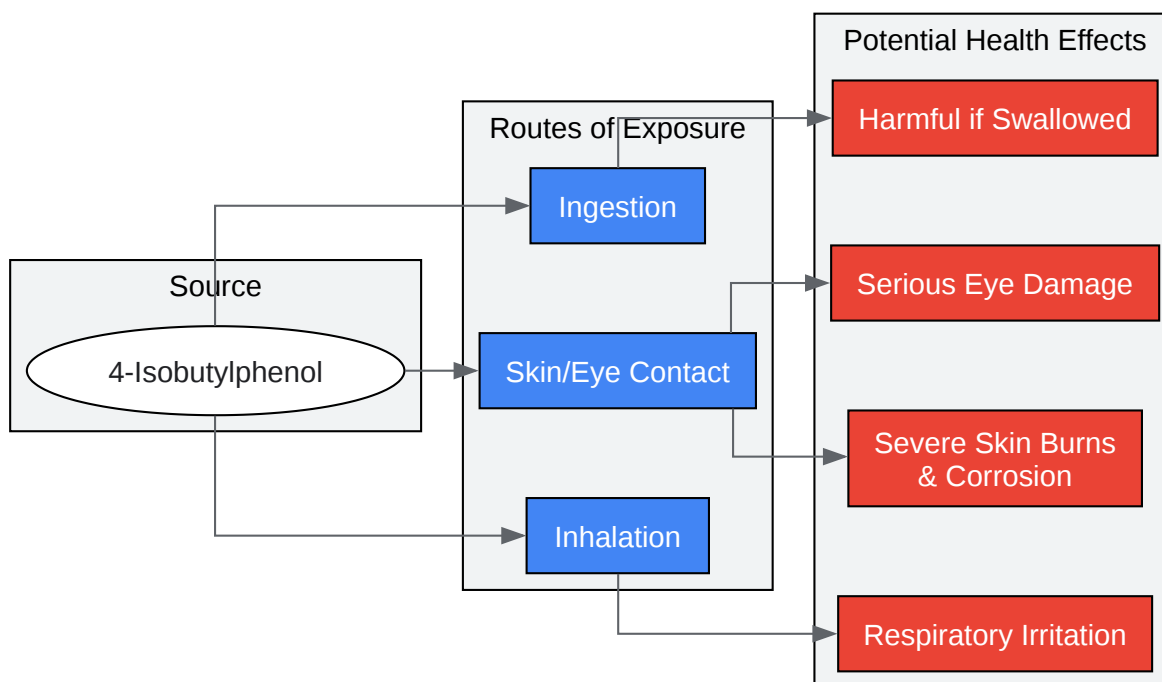 Source
4-Isobutylphenol
Routes of Exposure
Ingestion
Skin/Eye Contact
Inhalation
Potential Health Effects
Harmful if Swallowed
Serious Eye Damage
Severe Skin Burns
& Corrosion
Respiratory Irritation